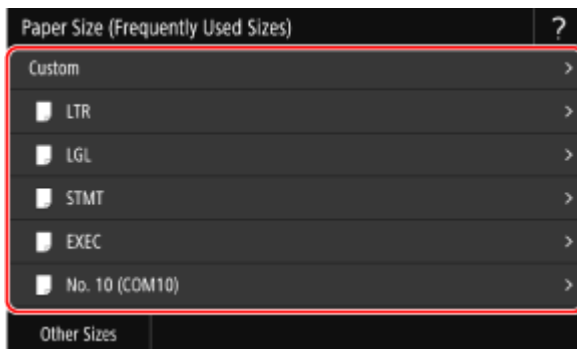 Paper Size (Frequently Used Sizes) ?
Custom >
LTR >
LGL >
STMT >
EXEC >
No. 10 (COM10) >
Other Sizes